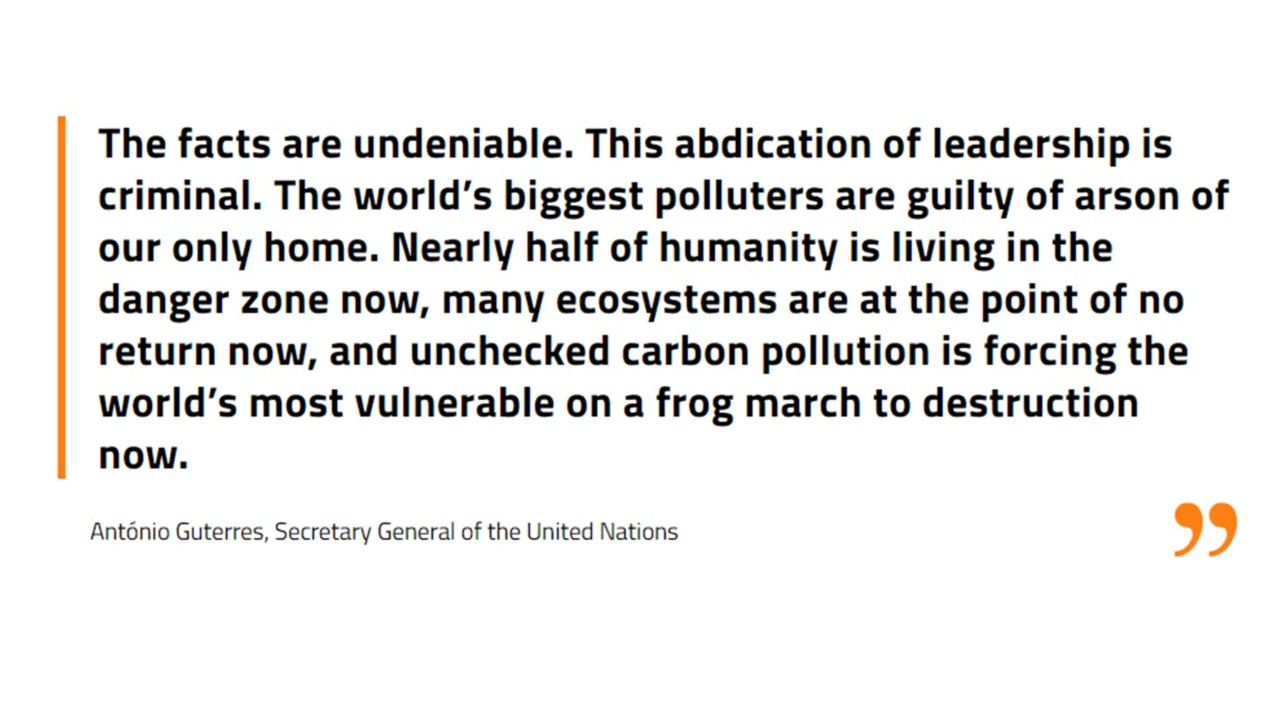 The facts are undeniable. This abdication of leadership is
criminal. The world’s biggest polluters are guilty of arson of
our only home. Nearly half of humanity is living in the
danger zone now, many ecosystems are at the point of no
return now, and unchecked carbon pollution is forcing the
world’s most vulnerable on a frog march to destruction
now.
António Guterres, Secretary General of the United Nations
”